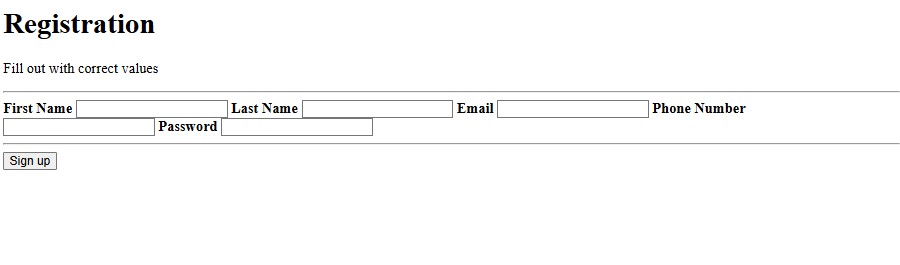 Registration
Fill out with correct values
First Name Last Name Email Phone Number
Password
Sign up